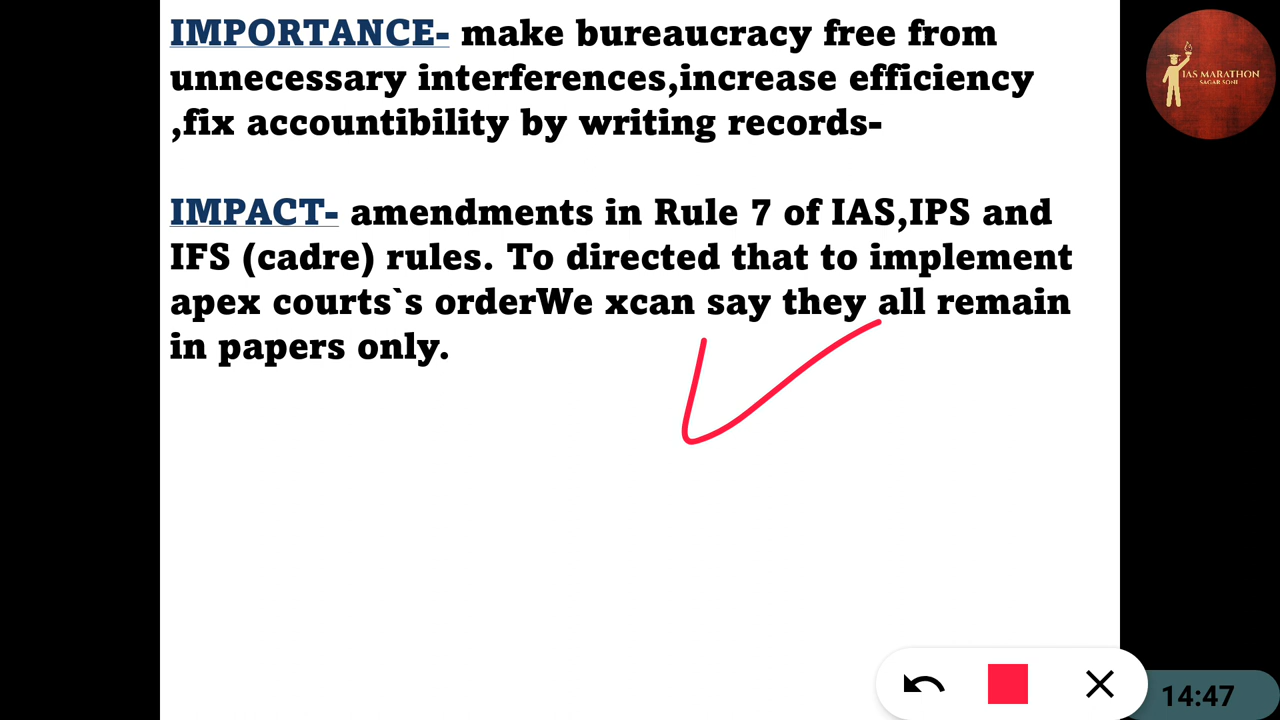 IMPORTANCE- make bureaucracy free from
unnecessary interferences,increase efficiency
,fix accountibility by writing records-
IMPACT- amendments in Rule 7 of IAS,IPS and
IFS (cadre) rules. To directed that to implement
apex courts`s orderWe xcan say they all remain
in papers only.
IAS MARATHON
SAGAR SONI
14:47